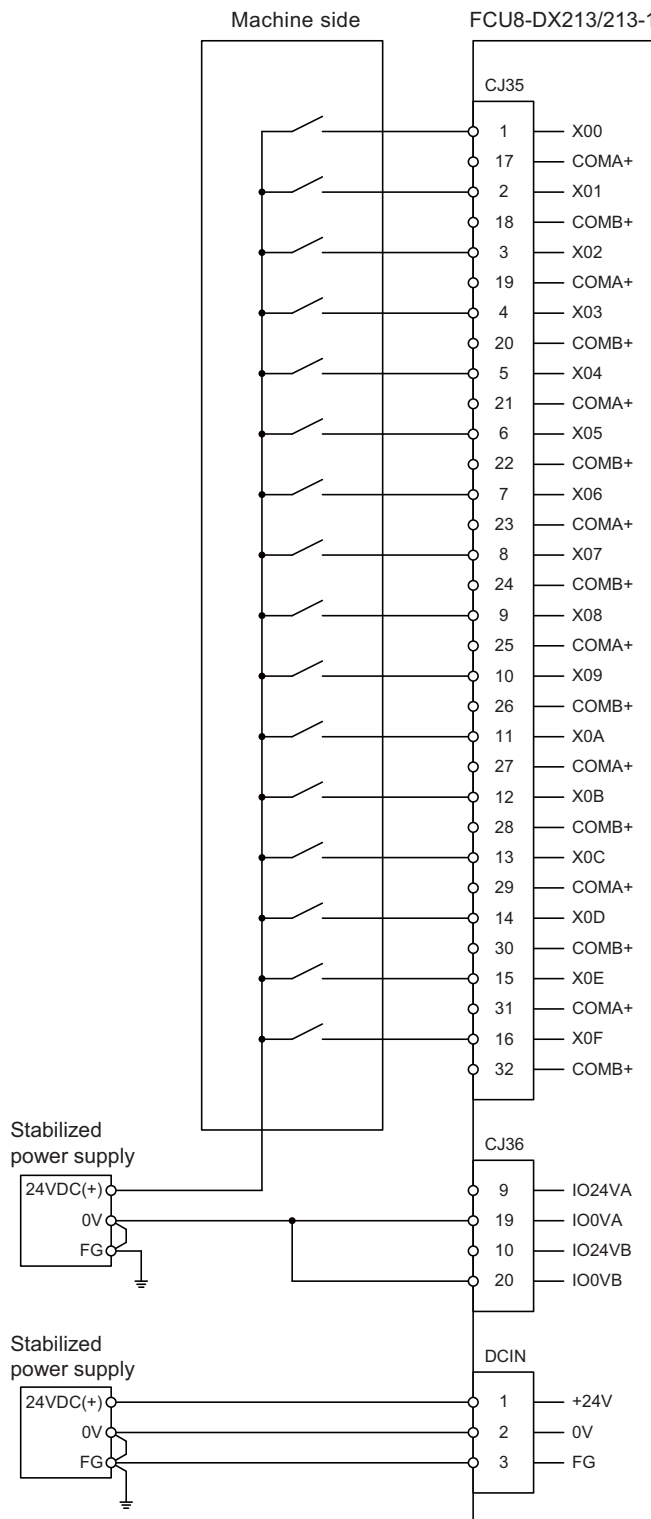 Machine side
FCU8-DX213/213-1
CJ35
1 X00
17 COMA+
2 X01
18 COMB+
3 X02
19 COMA+
4 X03
20 COMB+
5 X04
21 COMA+
6 X05
22 COMB+
7 X06
23 COMA+
8 X07
24 COMB+
9 X08
25 COMA+
10 X09
26 COMB+
11 X0A
27 COMA+
12 X0B
28 COMB+
13 X0C
29 COMA+
14 X0D
30 COMB+
15 X0E
31 COMA+
16 X0F
32 COMB+
Stabilized
power supply
24VDC(+)
0V
FG
CJ36
9 IO24VA
19 IO0VA
10 IO24VB
20 IO0VB
Stabilized
power supply
24VDC(+)
0V
FG
DCIN
1 +24V
2 0V
3 FG